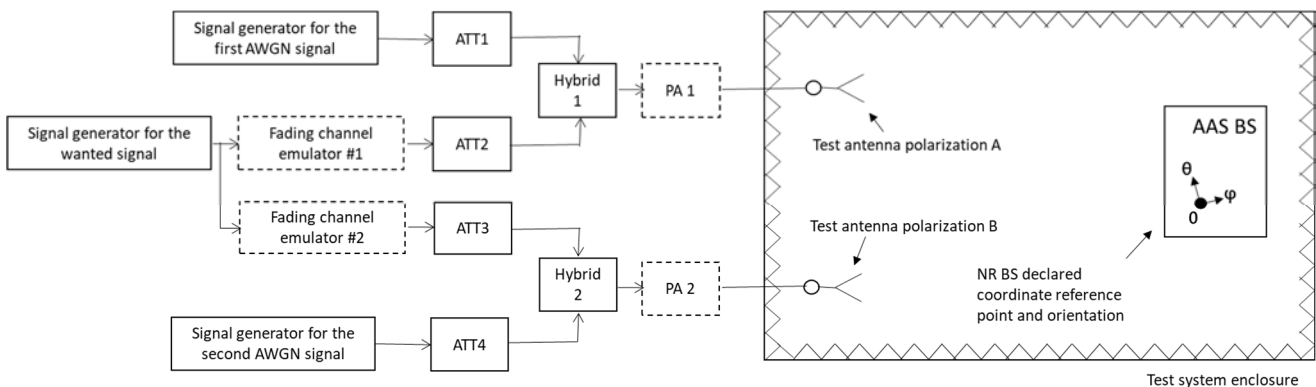 Signal generator for the
first AWGN signal
ATT1
Hybrid
1
PA 1
Signal generator for the
wanted signal
Fading channel
emulator #1
ATT2
Fading channel
emulator #2
ATT3
Hybrid
2
PA 2
Signal generator for the
second AWGN signal
ATT4
Test antenna polarization A
Test antenna polarization B
AAS BS
θ
φ
0
NR BS declared
coordinate reference
point and orientation
Test system enclosure